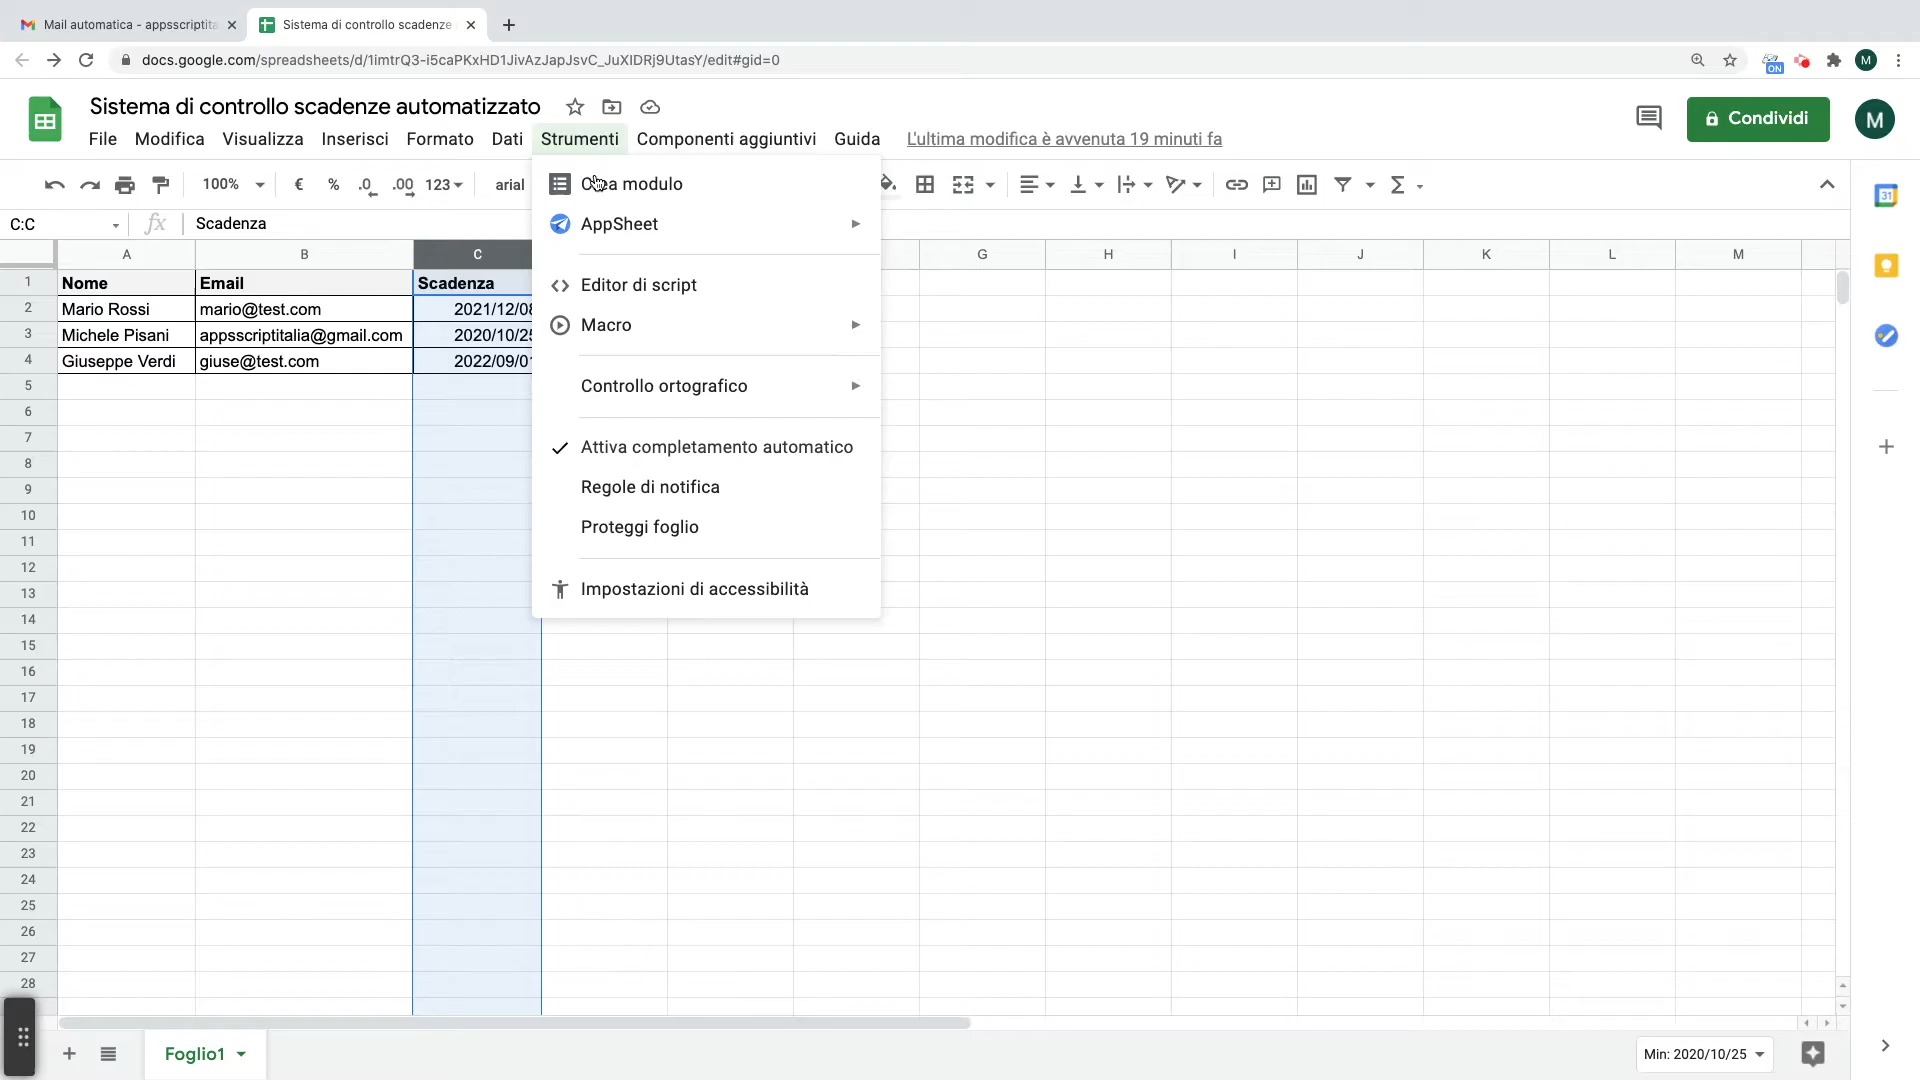 Mail automatica - appsscriptita
Sistema di controllo scadenze
docs.google.com/spreadsheets/d/1imtrQ3-i5caPKxHD1JivAzJapJsvC_JuXIDRj9UtasY/edit#gid=0
ON
M
Sistema di controllo scadenze automatizzato
File Modifica Visualizza Inserisci Formato Dati Strumenti Componenti aggiuntivi Guida L'ultima modifica è avvenuta 19 minuti fa
Condividi
M
100% € % .0 .00 123 arial
31
C:C fx Scadenza
Crea modulo
AppSheet
Editor di script
Macro
Controllo ortografico
Attiva completamento automatico
Regole di notifica
Proteggi foglio
Impostazioni di accessibilità
A B C G H I J K L M
1 Nome Email Scadenza
2 Mario Rossi mario@test.com 2021/12/08
3 Michele Pisani appsscriptitalia@gmail.com 2020/10/25
4 Giuseppe Verdi giuse@test.com 2022/09/01
5
6
7
8
9
10
11
12
13
14
15
16
17
18
19
20
21
22
23
24
25
26
27
28
Foglio1
Min: 2020/10/25